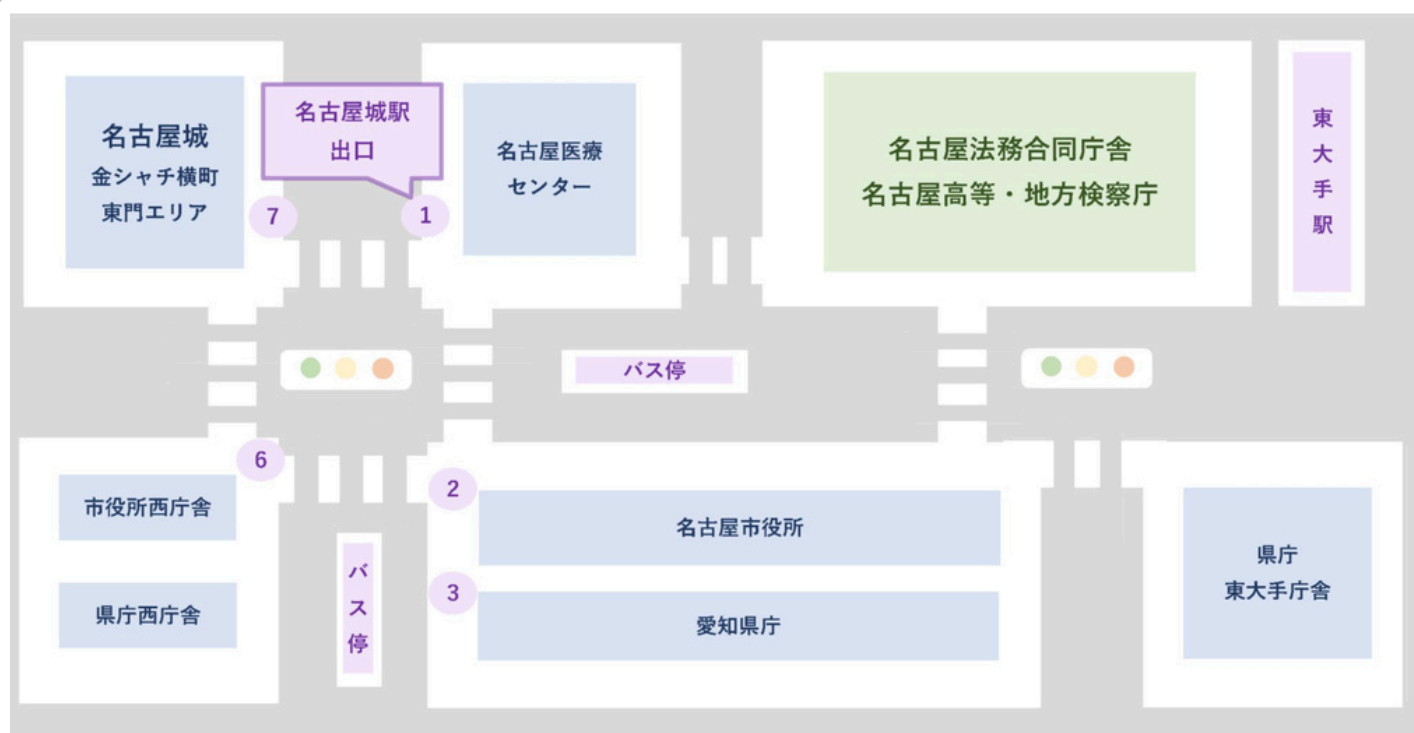 名古屋城
金シャチ横町
東門エリア
7
名古屋城駅
出口
1
名古屋医療
センター
名古屋法務合同庁舎
名古屋高等・地方検察庁
東大手駅
バス停
6
市役所西庁舎
県庁西庁舎
バス停
2
名古屋市役所
3
愛知県庁
県庁
東大手庁舎